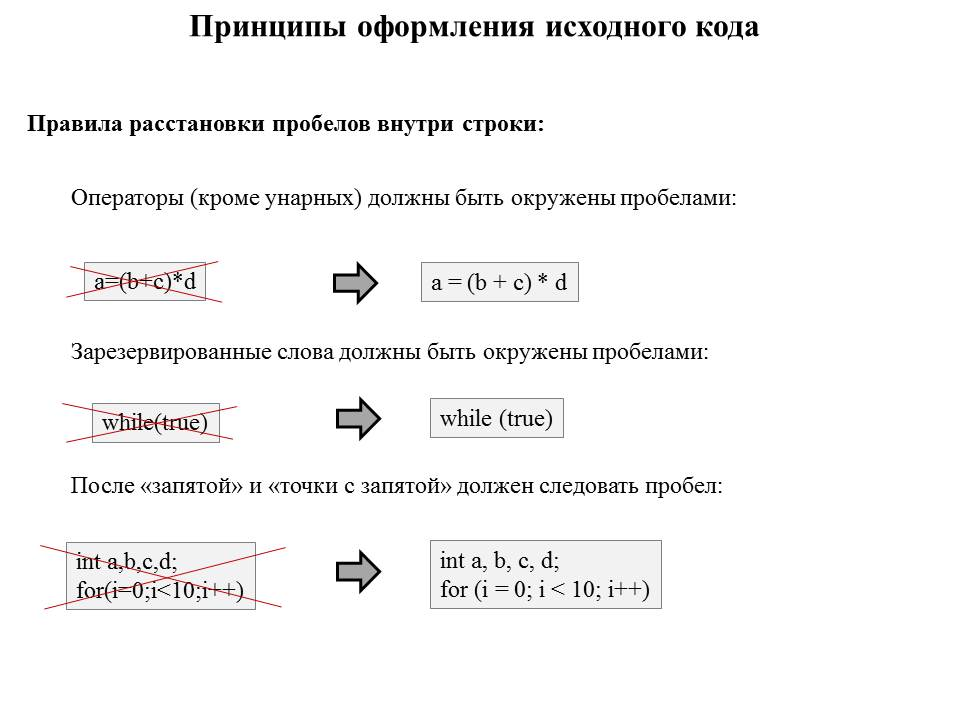 Принципы оформления исходного кода
Правила расстановки пробелов внутри строки:
Операторы (кроме унарных) должны быть окружены пробелами:
a=(b+c)*d
a = (b + c) * d
Зарезервированные слова должны быть окружены пробелами:
while(true)
while (true)
После «запятой» и «точки с запятой» должен следовать пробел:
int a,b,c,d;
for(i=0;i<10;i++)
int a, b, c, d;
for (i = 0; i < 10; i++)